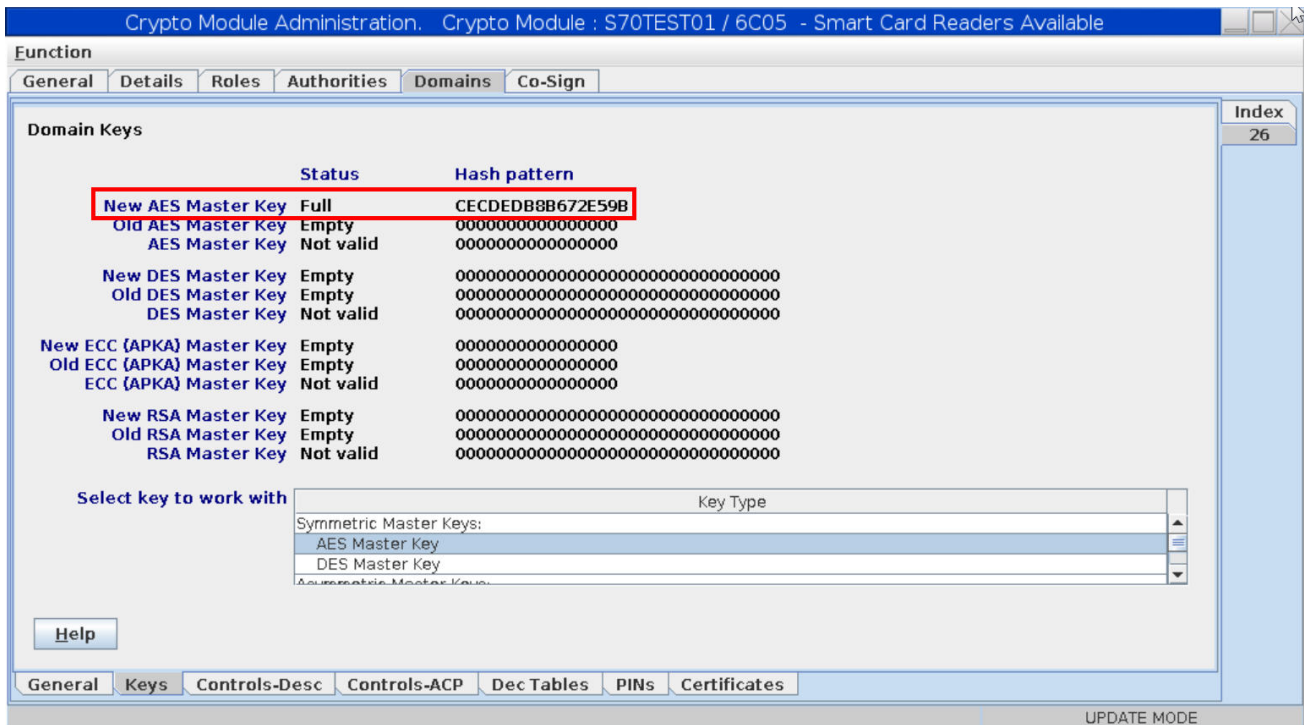 Crypto Module Administration. Crypto Module : S70TEST01 / 6C05 - Smart Card Readers Available
Function
General Details Roles Authorities Domains Co-Sign
Index
26
Domain Keys
Status Hash pattern
New AES Master Key Full CECDEDB8B672E59B
Old AES Master Key Empty 0000000000000000
AES Master Key Not valid 0000000000000000
New DES Master Key Empty 00000000000000000000000000000000
Old DES Master Key Empty 00000000000000000000000000000000
DES Master Key Not valid 00000000000000000000000000000000
New ECC (APKA) Master Key Empty 0000000000000000
Old ECC (APKA) Master Key Empty 0000000000000000
ECC (APKA) Master Key Not valid 0000000000000000
New RSA Master Key Empty 00000000000000000000000000000000
Old RSA Master Key Empty 00000000000000000000000000000000
RSA Master Key Not valid 00000000000000000000000000000000
Select key to work with
Key Type
Symmetric Master Keys:
AES Master Key
DES Master Key
Asymmetric Master Keys:
Help
General Keys Controls-Desc Controls-ACP Dec Tables PINs Certificates
UPDATE MODE